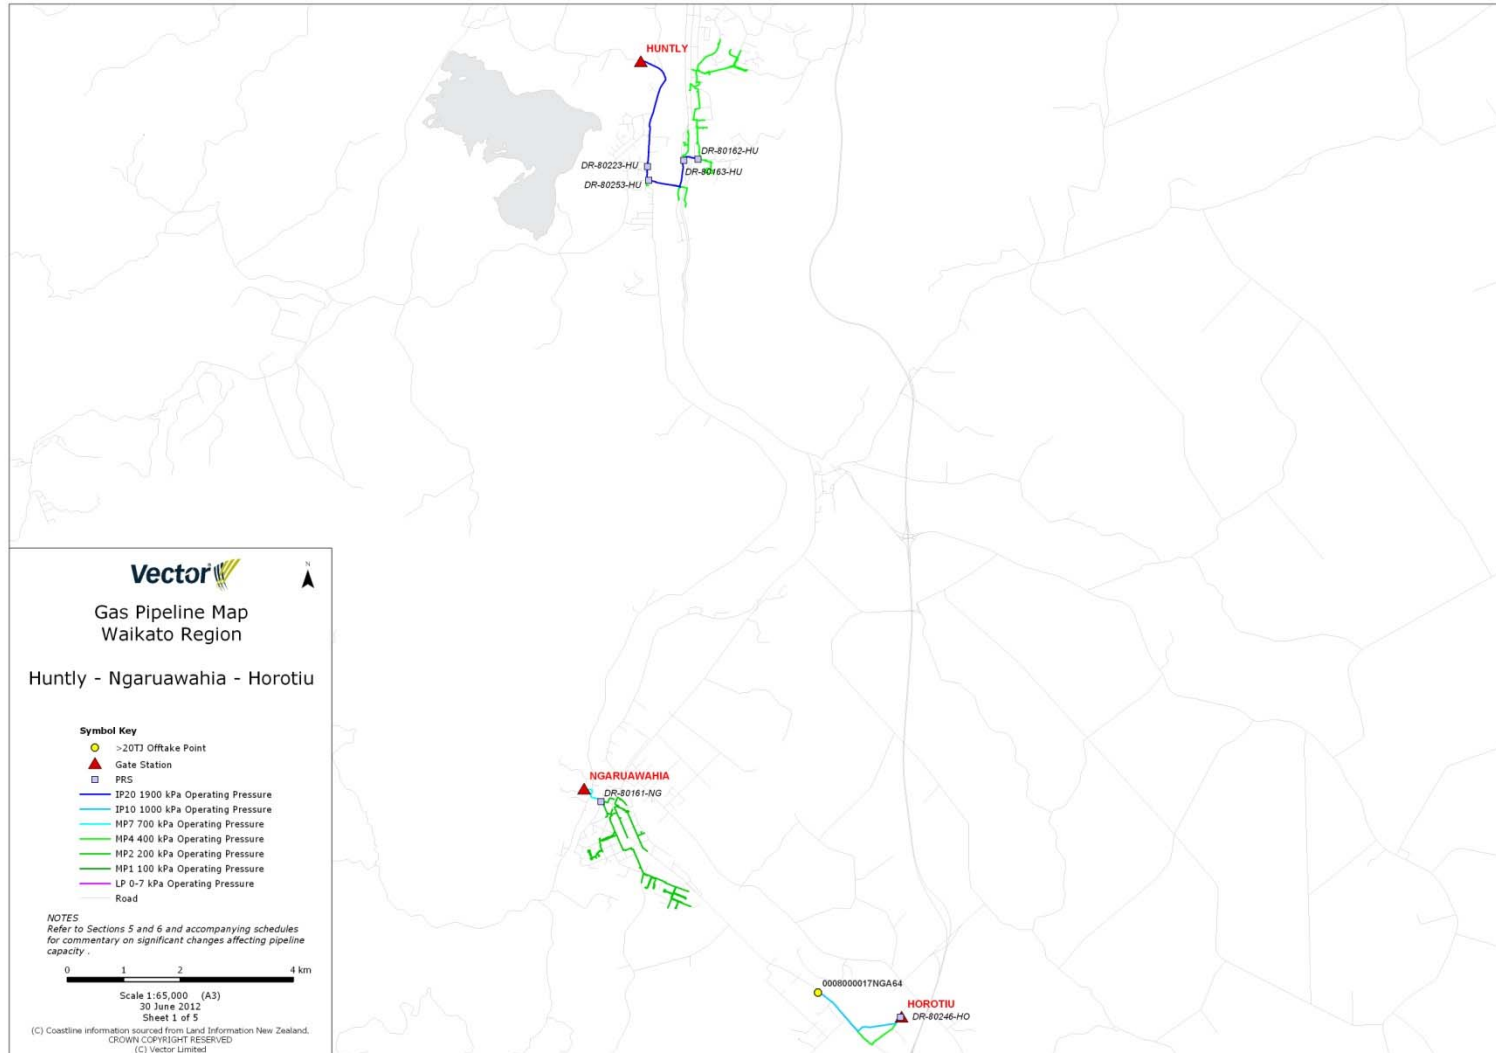 HUNTLY
DR-80162-HU
DR-80223-HU
DR-80163-HU
DR-80253-HU
Vector
N
Gas Pipeline Map
Waikato Region
Huntly - Ngaruawahia - Horotiu
Symbol Key
>20TJ Offtake Point
Gate Station
PRS
IP20 1900 kPa Operating Pressure
IP10 1000 kPa Operating Pressure
MP7 700 kPa Operating Pressure
MP4 400 kPa Operating Pressure
MP2 200 kPa Operating Pressure
MP1 100 kPa Operating Pressure
LP 0-7 kPa Operating Pressure
Road
NOTES
Refer to Sections 5 and 6 and accompanying schedules
for commentary on significant changes affecting pipeline
capacity .
0 1 2 4 km
Scale 1:65,000 (A3)
30 June 2012
Sheet 1 of 5
(C) Coastline information sourced from Land Information New Zealand.
CROWN COPYRIGHT RESERVED
(C) Vector Limited
NGARUAWAHIA
DR-80161-NG
0008000017NGA64
HOROTIU
DR-80246-HO